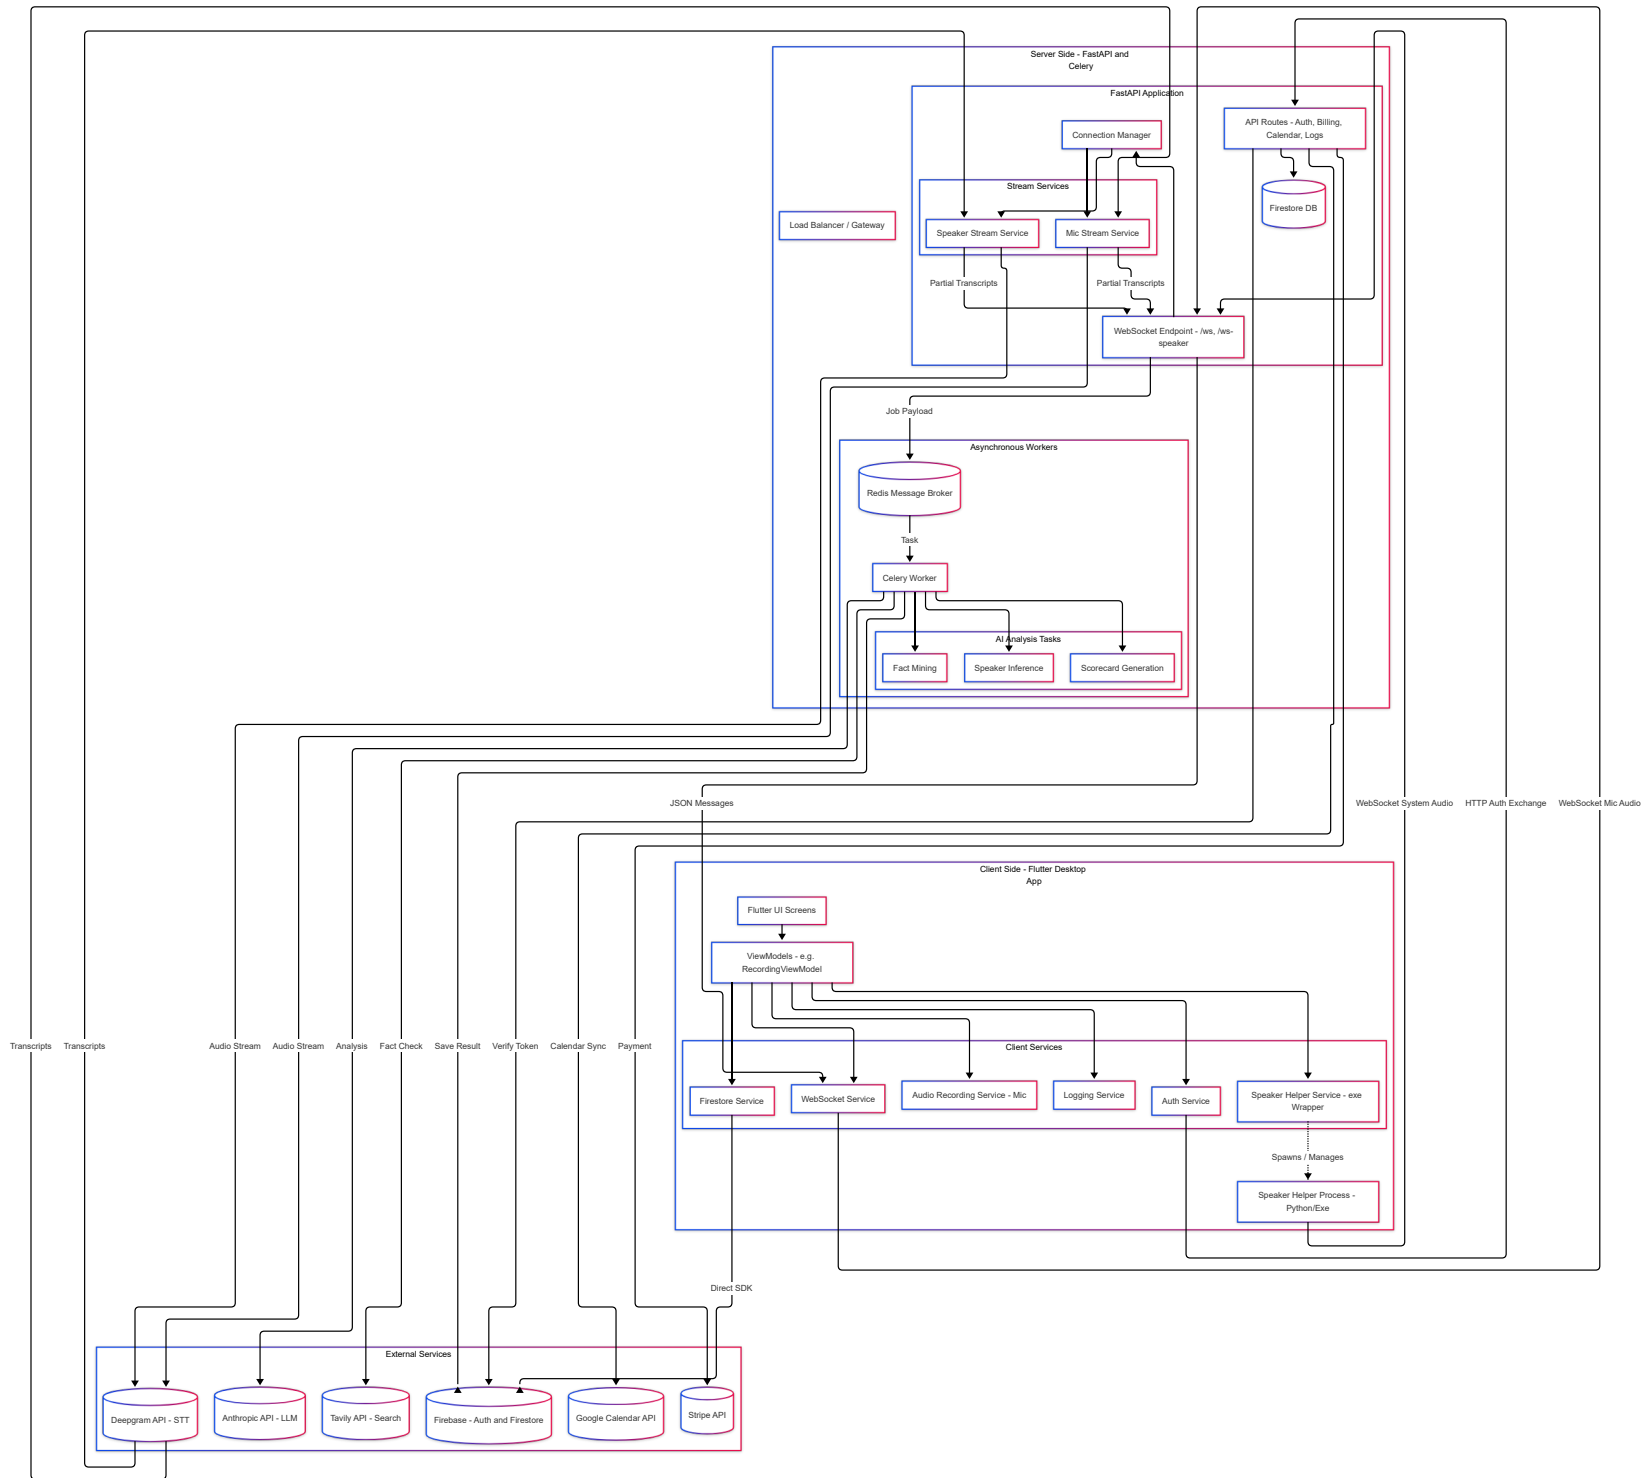 Server Side - FastAPI and
Celery
FastAPI Application
Connection Manager
API Routes - Auth, Billing,
Calendar, Logs
Stream Services
Firestore DB
Load Balancer / Gateway
Speaker Stream Service
Mic Stream Service
Partial Transcripts
Partial Transcripts
WebSocket Endpoint - /ws, /ws-
speaker
Job Payload
Asynchronous Workers
Redis Message Broker
Task
Celery Worker
AI Analysis Tasks
Fact Mining
Speaker Inference
Scorecard Generation
JSON Messages
WebSocket System Audio
HTTP Auth Exchange
WebSocket Mic Audio
Client Side - Flutter Desktop
App
Flutter UI Screens
ViewModels - e.g.
RecordingViewModel
Transcripts
Transcripts
Audio Stream
Audio Stream
Analysis
Fact Check
Save Result
Verify Token
Calendar Sync
Payment
Client Services
Firestore Service
WebSocket Service
Audio Recording Service - Mic
Logging Service
Auth Service
Speaker Helper Service - exe
Wrapper
Spawns / Manages
Speaker Helper Process -
Python/Exe
Direct SDK
External Services
Deepgram API - STT
Anthropic API - LLM
Tavily API - Search
Firebase - Auth and Firestore
Google Calendar API
Stripe API